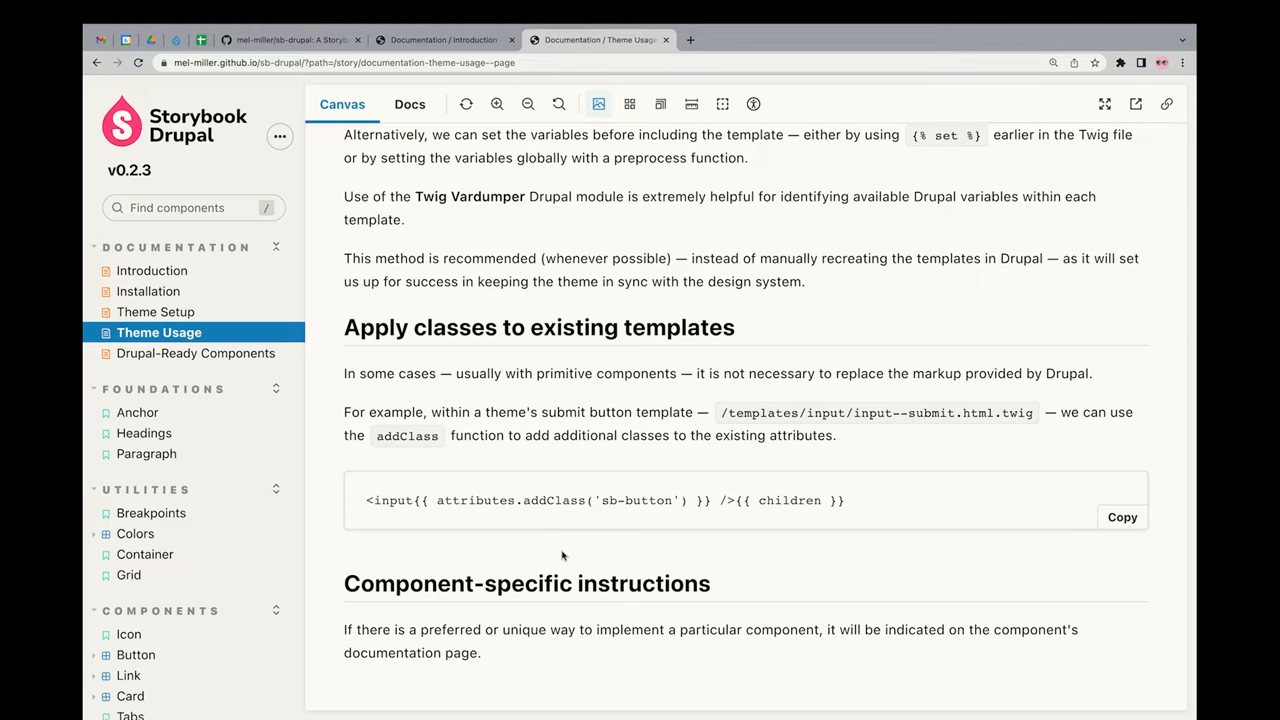 mel-miller/sb-drupal: A Storyb
Documentation / Introduction
Documentation / Theme Usage
mel-miller.github.io/sb-drupal/?path=/story/documentation-theme-usage--page
Storybook
Drupal
v0.2.3
Find components /
DOCUMENTATION
Introduction
Installation
Theme Setup
Theme Usage
Drupal-Ready Components
FOUNDATIONS
Anchor
Headings
Paragraph
UTILITIES
Breakpoints
Colors
Container
Grid
COMPONENTS
Icon
Button
Link
Card
Tabs
Canvas Docs
Alternatively, we can set the variables before including the template — either by using {% set %} earlier in the Twig file
or by setting the variables globally with a preprocess function.
Use of the Twig Vardumper Drupal module is extremely helpful for identifying available Drupal variables within each
template.
This method is recommended (whenever possible) — instead of manually recreating the templates in Drupal — as it will set
us up for success in keeping the theme in sync with the design system.
Apply classes to existing templates
In some cases — usually with primitive components — it is not necessary to replace the markup provided by Drupal.
For example, within a theme's submit button template — /templates/input/input--submit.html.twig — we can use
the addClass function to add additional classes to the existing attributes.
<input{{ attributes.addClass('sb-button') }} />{{ children }}
Copy
Component-specific instructions
If there is a preferred or unique way to implement a particular component, it will be indicated on the component's
documentation page.